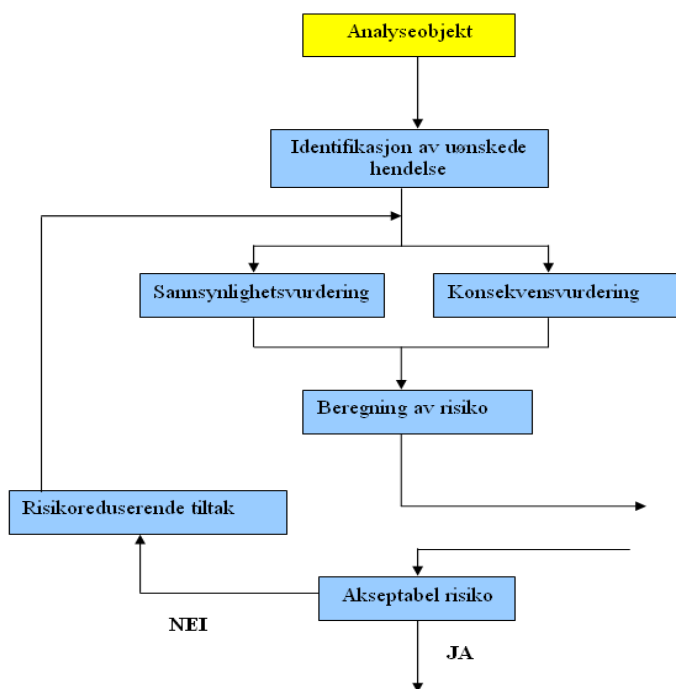 Analyseobjekt
Identifikasjon av uønskede
hendelse
Sannsynlighetsvurdering
Konsekvensvurdering
Beregning av risiko
Risikoreduserende tiltak
Akseptabel risiko
NEI
JA